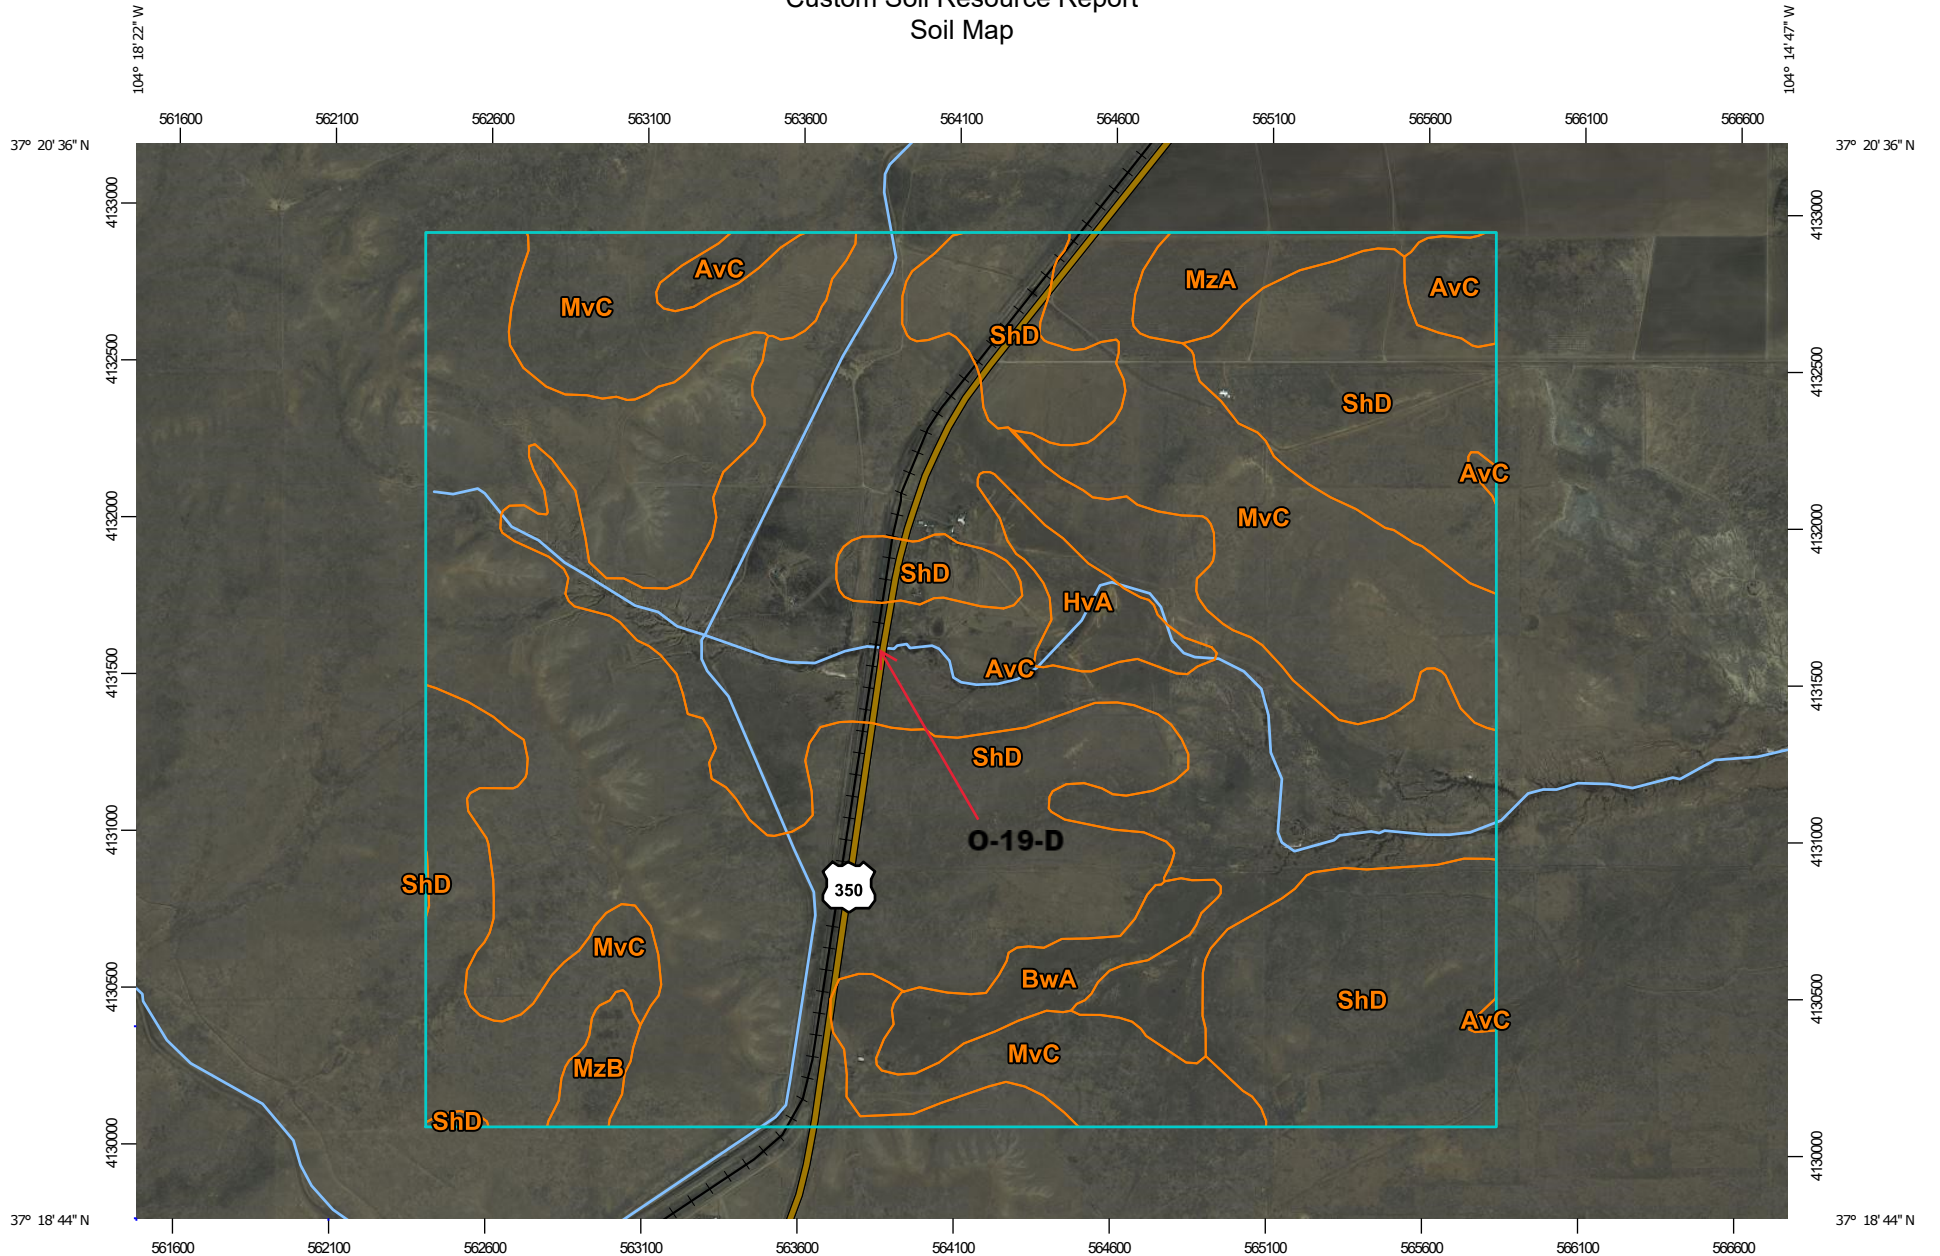 Custom Soil Resource Report
Soil Map
104° 18' 22" W
104° 14' 47" W
561600 562100 562600 563100 563600 564100 564600 565100 565600 566100 566600
37° 20' 36" N
37° 20' 36" N
4133000
4133000
AvC
MvC
MzA
AvC
ShD
4132500
4132500
ShD
AvC
MvC
4132000
4132000
ShD
HvA
AvC
4131500
4131500
ShD
O-19-D
4131000
4131000
ShD
350
MvC
BwA
4130500
4130500
ShD
AvC
MvC
MzB
ShD
4130000
4130000
37° 18' 44" N
37° 18' 44" N
561600 562100 562600 563100 563600 564100 564600 565100 565600 566100 566600